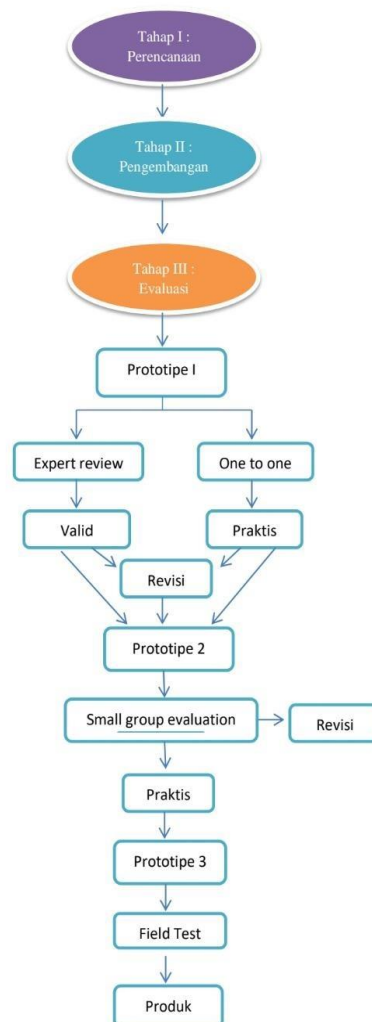 Tahap I :
Perencanaan
Tahap II :
Pengembangan
Tahap III :
Evaluasi
Prototipe I
Expert review
One to one
Valid
Praktis
Revisi
Prototipe 2
Small group evaluation
Revisi
Praktis
Prototipe 3
Field Test
Produk